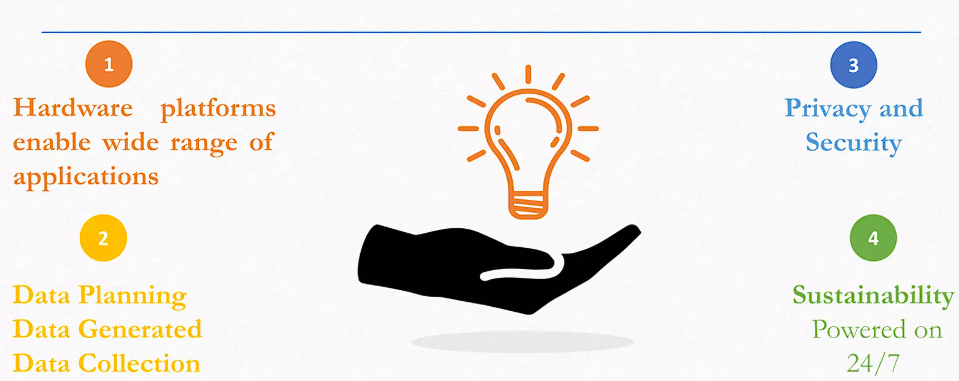 1
Hardware platforms
enable wide range of
applications
2
Data Planning
Data Generated
Data Collection
3
Privacy and
Security
4
Sustainability
Powered on
24/7